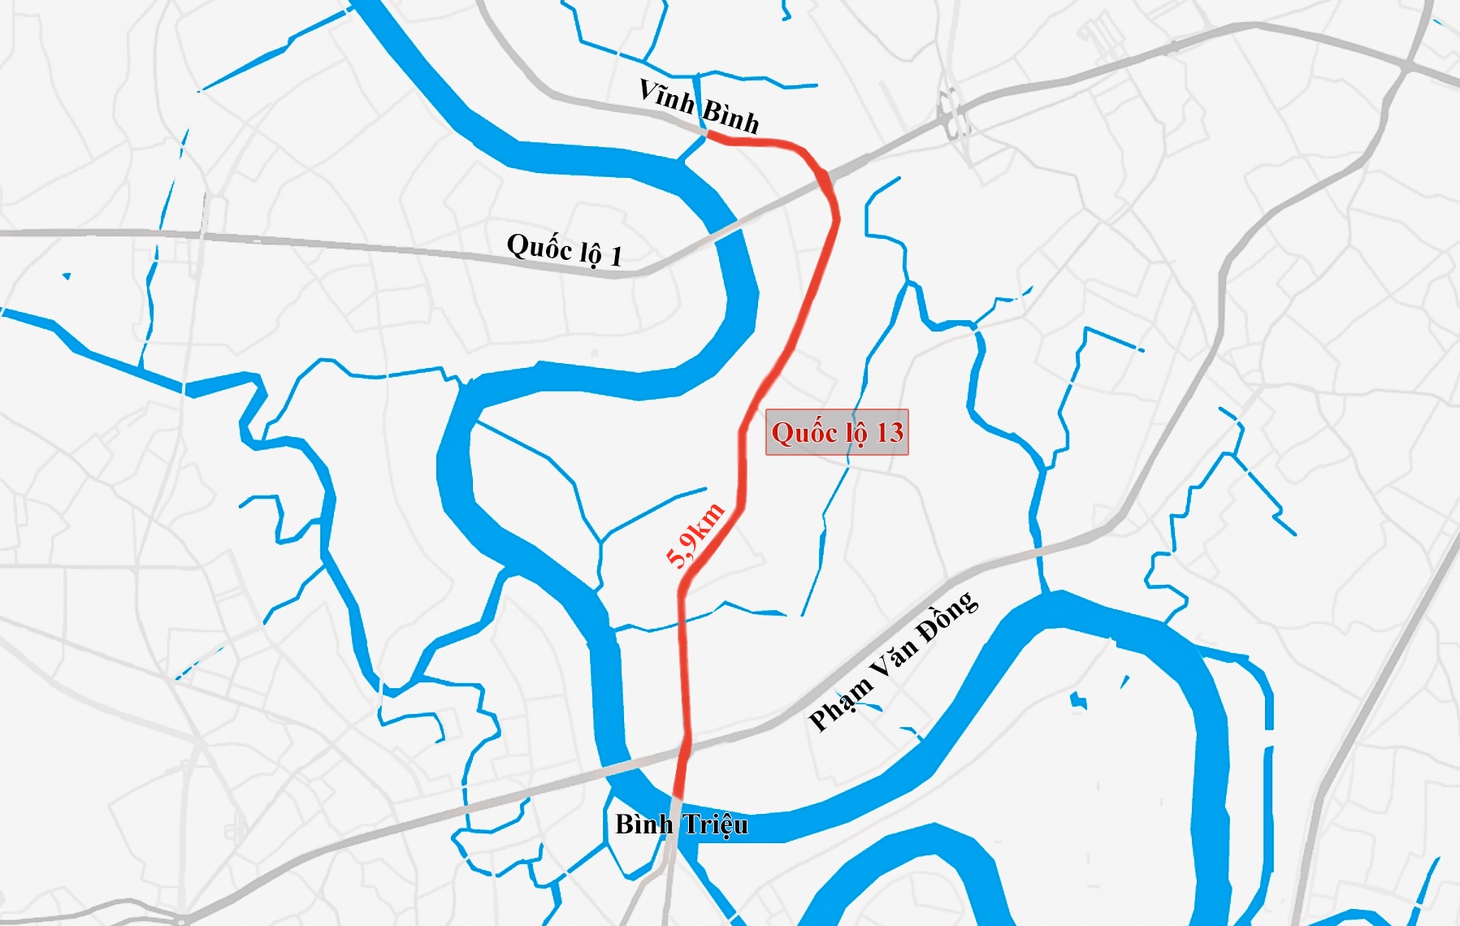 Vĩnh Bình
Quốc lộ 1
Quốc lộ 13
5,9km
Phạm Văn Đồng
Bình Triệu